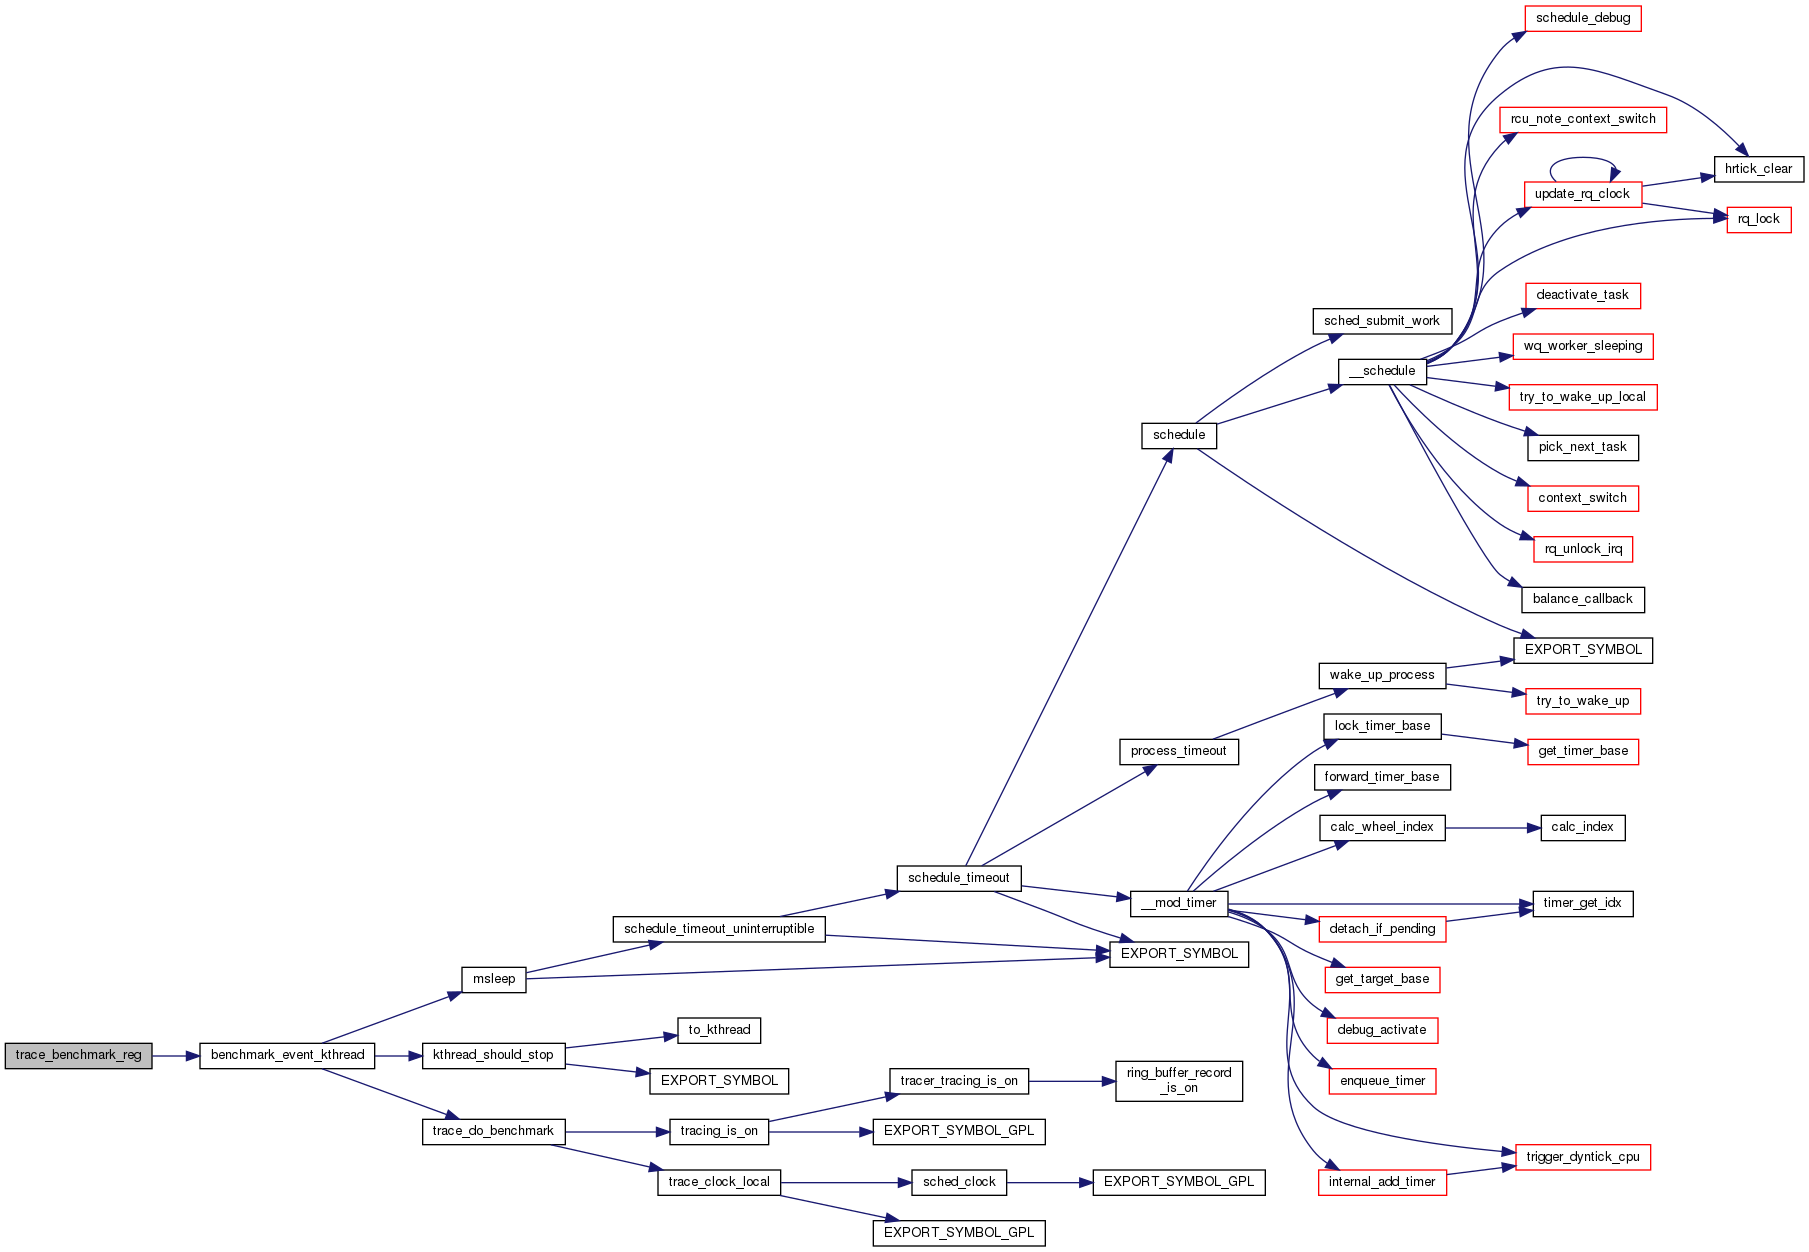 schedule_debug
rcu_note_context_switch
hrtick_clear
update_rq_clock
rq_lock
deactivate_task
sched_submit_work
wq_worker_sleeping
__schedule
try_to_wake_up_local
schedule
pick_next_task
context_switch
rq_unlock_irq
balance_callback
EXPORT_SYMBOL
wake_up_process
try_to_wake_up
lock_timer_base
process_timeout
get_timer_base
forward_timer_base
calc_wheel_index
calc_index
schedule_timeout
__mod_timer
timer_get_idx
schedule_timeout_uninterruptible
detach_if_pending
EXPORT_SYMBOL
msleep
get_target_base
to_kthread
debug_activate
trace_benchmark_reg
benchmark_event_kthread
kthread_should_stop
EXPORT_SYMBOL
tracer_tracing_is_on
ring_buffer_record
_is_on
enqueue_timer
trace_do_benchmark
tracing_is_on
EXPORT_SYMBOL_GPL
trigger_dyntick_cpu
trace_clock_local
sched_clock
EXPORT_SYMBOL_GPL
internal_add_timer
EXPORT_SYMBOL_GPL